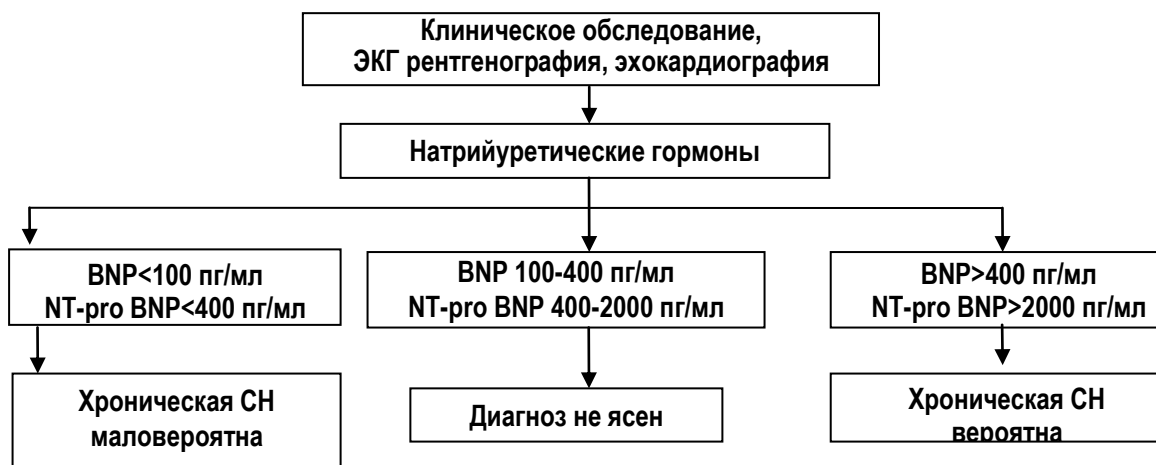 Клиническое обследование,
ЭКГ рентгенография, эхокардиография
Натрийуретические гормоны
BNP<100 пг/мл
NT-pro BNP<400 пг/мл
BNP 100-400 пг/мл
NT-pro BNP 400-2000 пг/мл
BNP>400 пг/мл
NT-pro BNP>2000 пг/мл
Хроническая СН
маловероятна
Диагноз не ясен
Хроническая СН
вероятна